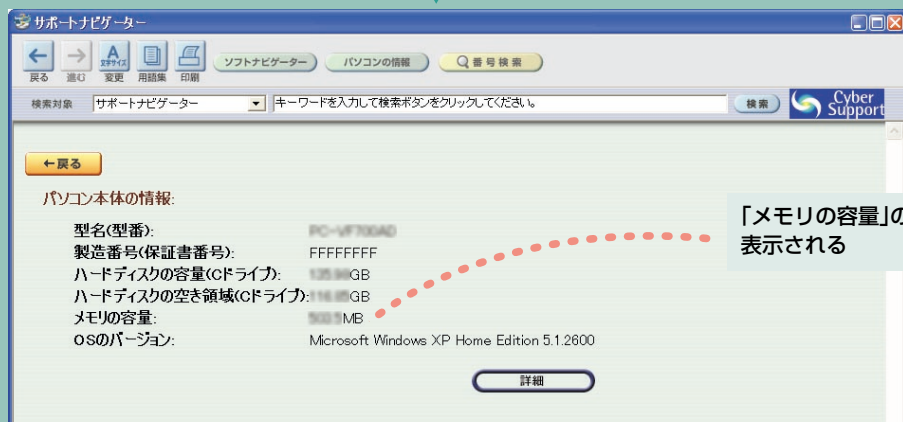 サポートナビゲーター
戻る 進む 文字サイズ 変更 用語集 印刷 ソフトナビゲーター パソコンの情報 番号検索
検索対象 サポートナビゲーター キーワードを入力して検索ボタンをクリックしてください。 検索 Cyber Support
←戻る
パソコン本体の情報:
型名(型番): PC-VF700AD
製造番号(保証書番号): FFFFFFFF
ハードディスクの容量(Cドライブ): GB
ハードディスクの空き領域(Cドライブ): GB
メモリの容量: MB
OSのバージョン: Microsoft Windows XP Home Edition 5.1.2600
詳細
「メモリの容量」の
表示される